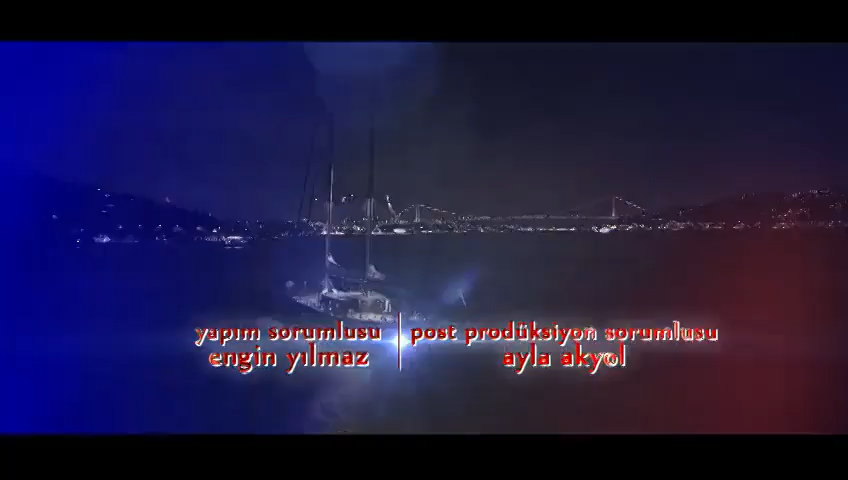 yapım sorumlusu
engin yılmaz
post prodüksiyon sorumlusu
ayla akyol